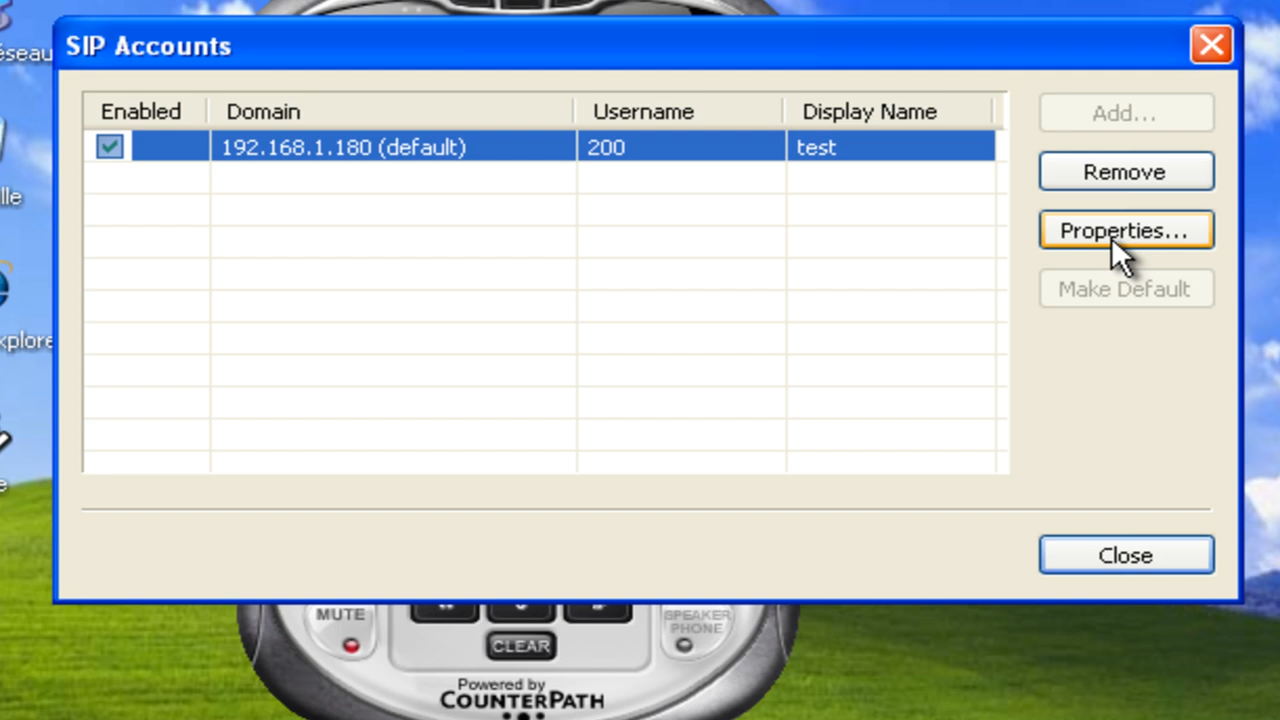 SIP Accounts
Enabled Domain Username Display Name
192.168.1.180 (default) 200 test
Add...
Remove
Properties...
Make Default
Close
éseau
lle
xplore
e
MUTE
CLEAR
SPEAKER
PHONE
Powered by
COUNTERPATH